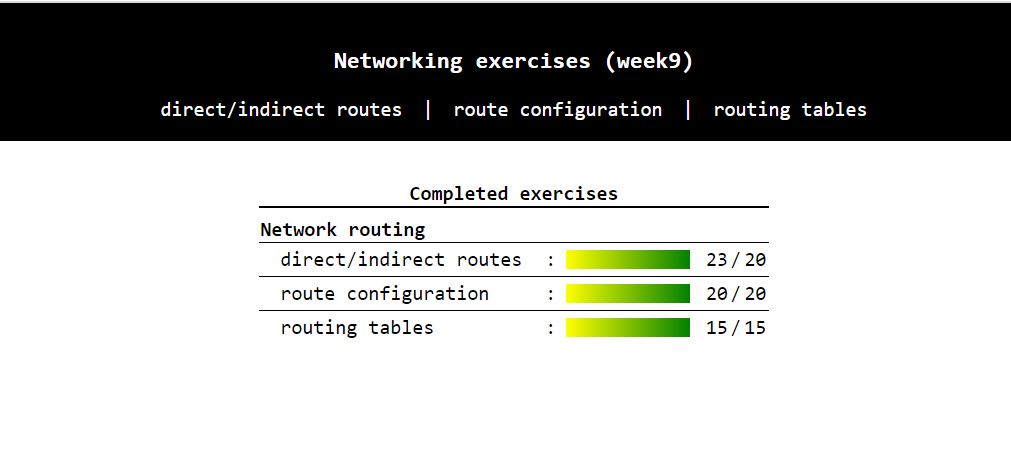 Networking exercises (week9)
direct/indirect routes | route configuration | routing tables
Completed exercises
Network routing
direct/indirect routes : 23/20
route configuration : 20/20
routing tables : 15/15